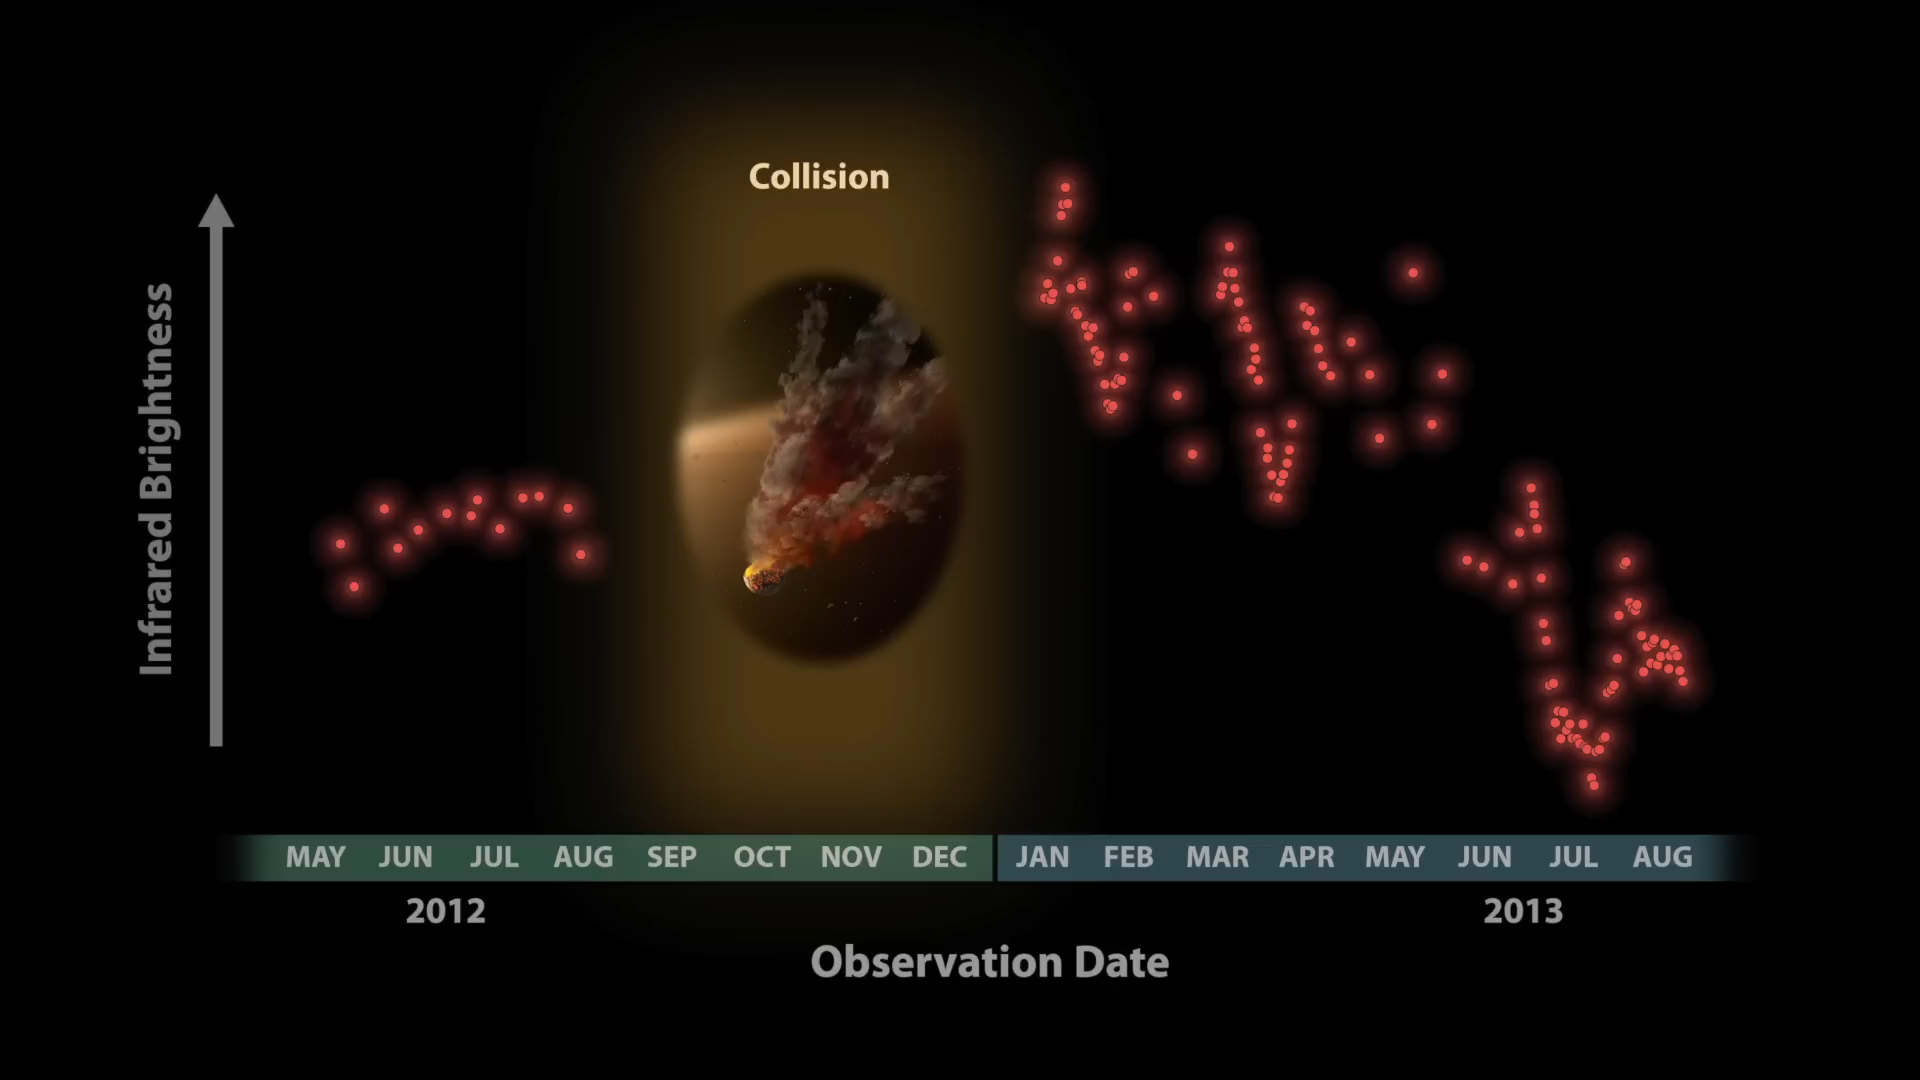 Collision
Infrared Brightness
MAY JUN JUL AUG SEP OCT NOV DEC JAN FEB MAR APR MAY JUN JUL AUG
2012 2013
Observation Date